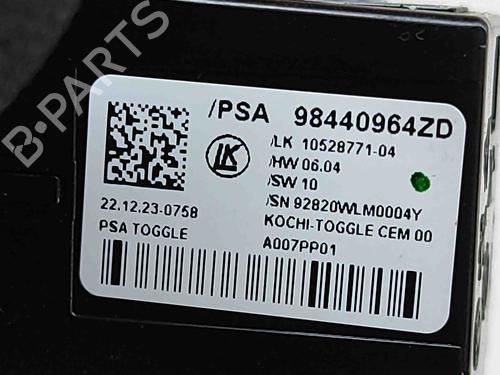 B-PARTS
/PSA 98440964ZD
LK
/LK 10528771-04
/HW 06.04
/SW 10
/SN 92820WLM0004Y
22.12.23-0758
KOCHI-TOGGLE CEM 00
PSA TOGGLE
A007PP01